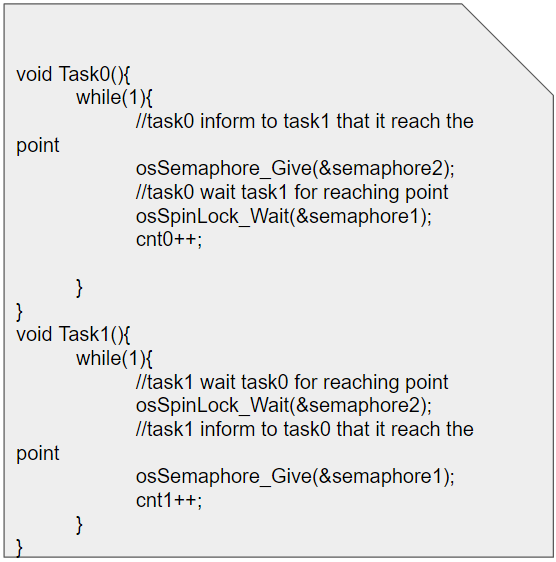 void Task0(){
while(1){
//task0 inform to task1 that it reach the
point
osSemaphore_Give(&semaphore2);
//task0 wait task1 for reaching point
osSpinLock_Wait(&semaphore1);
cnt0++;
}
}
void Task1(){
while(1){
//task1 wait task0 for reaching point
osSpinLock_Wait(&semaphore2);
//task1 inform to task0 that it reach the
point
osSemaphore_Give(&semaphore1);
cnt1++;
}
}